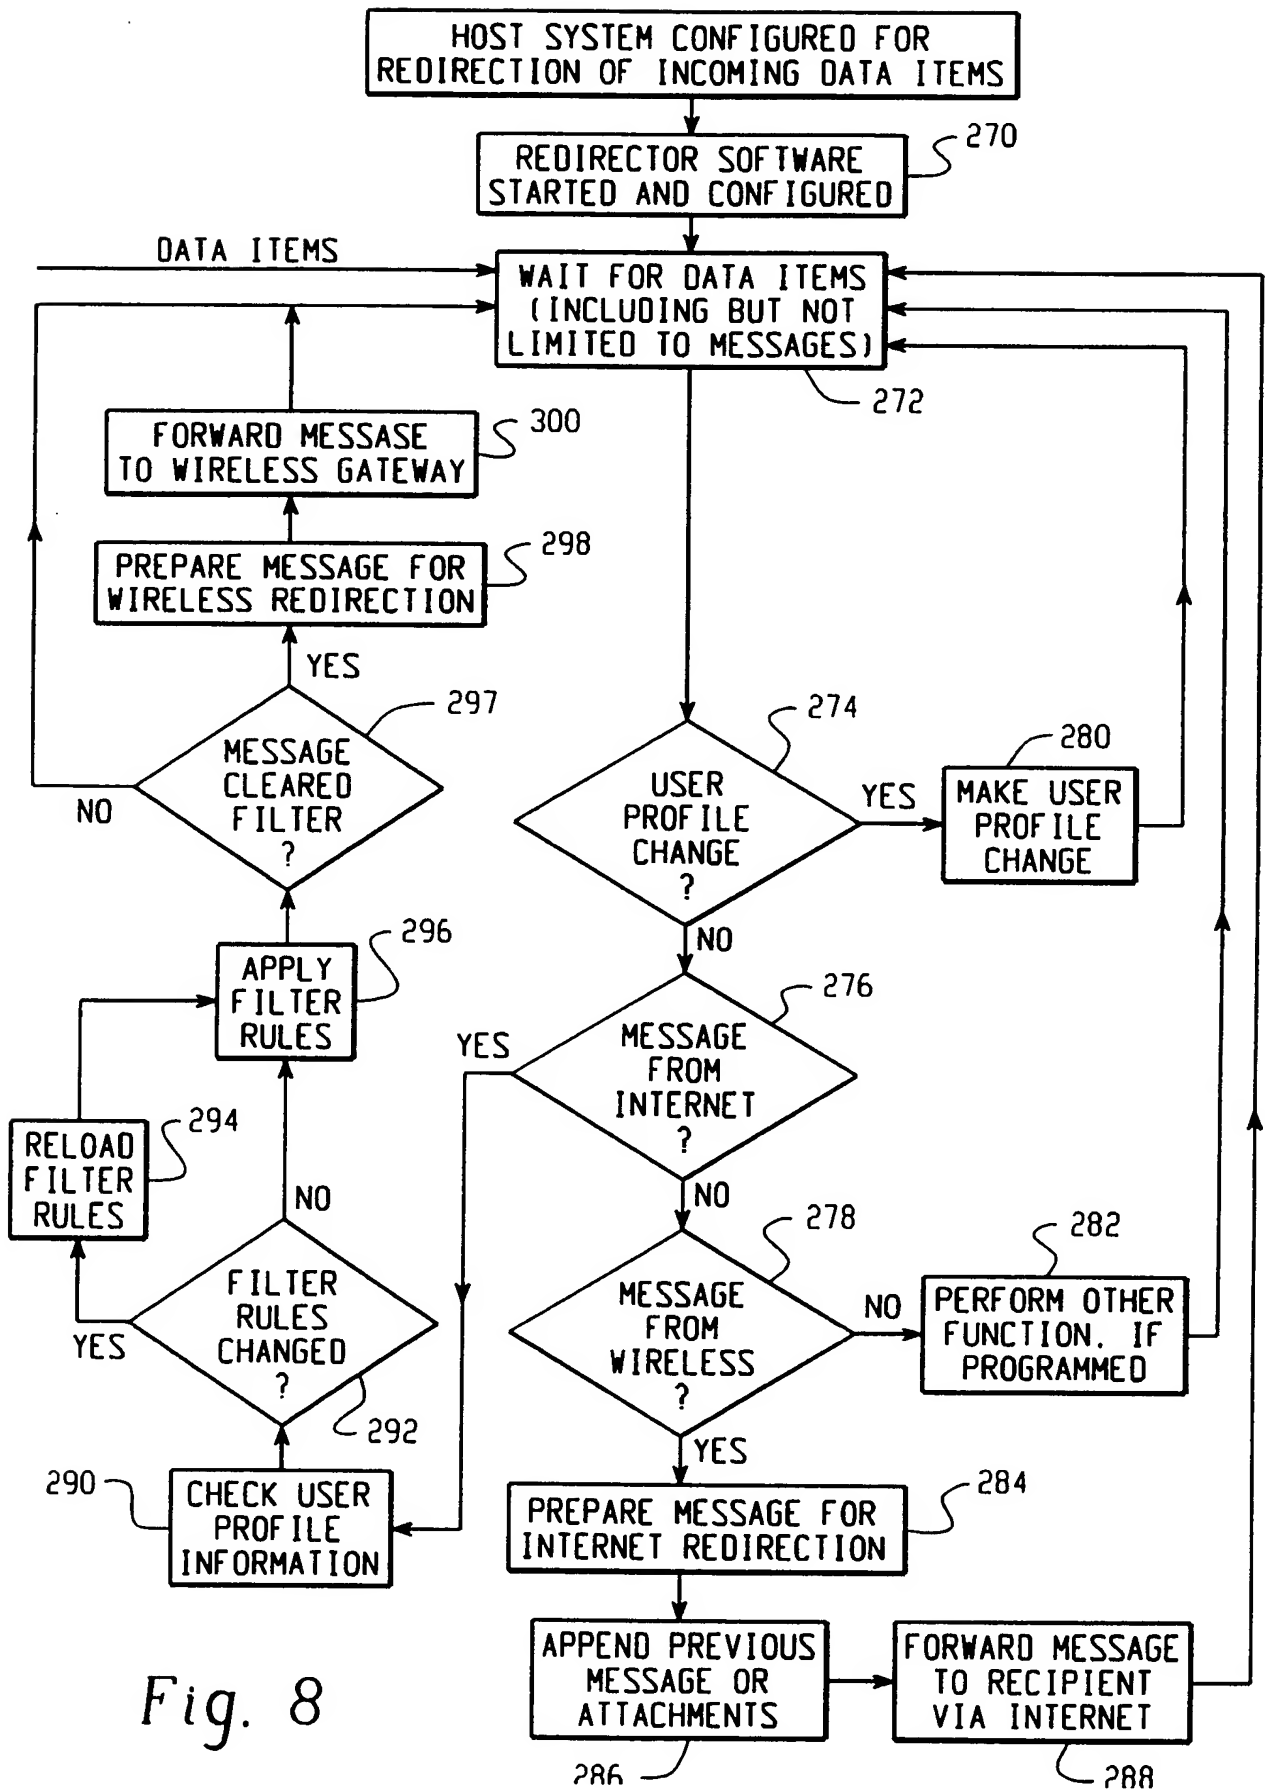 HOST SYSTEM CONFIGURED FOR
REDIRECTION OF INCOMING DATA ITEMS
270
REDIRECTOR SOFTWARE
STARTED AND CONFIGURED
DATA ITEMS
WAIT FOR DATA ITEMS
(INCLUDING BUT NOT
LIMITED TO MESSAGES)
272
300
FORWARD MESSASE
TO WIRELESS GATEWAY
298
PREPARE MESSAGE FOR
WIRELESS REDIRECTION
YES
297
MESSAGE
CLEARED
FILTER
?
NO
274
USER
PROFILE
CHANGE
?
YES
280
MAKE USER
PROFILE
CHANGE
NO
296
APPLY
FILTER
RULES
276
MESSAGE
FROM
INTERNET
?
YES
294
RELOAD
FILTER
RULES
NO
NO
278
MESSAGE
FROM
WIRELESS
?
NO
282
PERFORM OTHER
FUNCTION. IF
PROGRAMMED
FILTER
RULES
CHANGED
?
YES
292
YES
290
CHECK USER
PROFILE
INFORMATION
284
PREPARE MESSAGE FOR
INTERNET REDIRECTION
APPEND PREVIOUS
MESSAGE OR
ATTACHMENTS
286
FORWARD MESSAGE
TO RECIPIENT
VIA INTERNET
288
Fig. 8